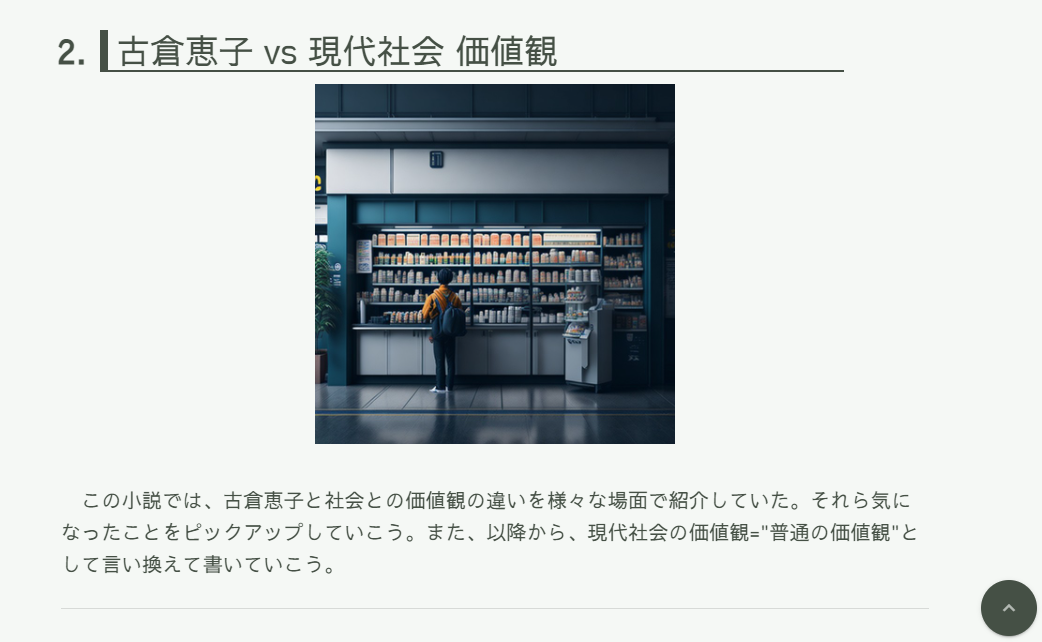 2. 古倉恵子 vs 現代社会 価値観
この小説では、古倉恵子と社会との価値観の違いを様々な場面で紹介していた。それら気に
なったことをピックアップしていこう。また、以降から、現代社会の価値観="普通の価値観"と
して言い換えて書いていこう。